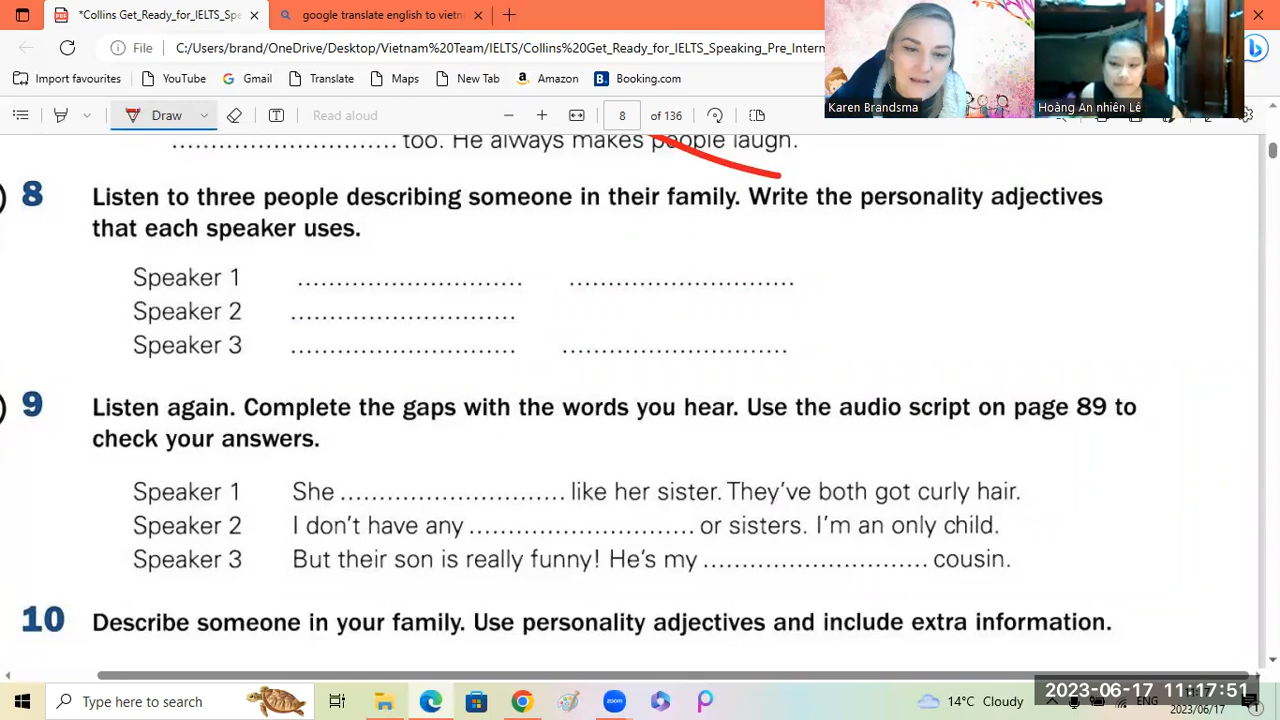 *Collins Get_Ready_for_IELTS_Spe
google translate english to vietn
File
C:/Users/brand/OneDrive/Desktop/Vietnam%20Team/IELTS/Collins%20Get_Ready_for_IELTS_Speaking_Pre_Intern
Import favourites YouTube Gmail Translate Maps New Tab Amazon B. Booking.com
Karen Brandsma
Hoàng An nhiên Lê
Draw Read aloud 8 of 136
.............................. too. He always makes people laugh.
8 Listen to three people describing someone in their family. Write the personality adjectives
that each speaker uses.
Speaker 1 .............................. ..............................
Speaker 2 ..............................
Speaker 3 .............................. ..............................
9 Listen again. Complete the gaps with the words you hear. Use the audio script on page 89 to
check your answers.
Speaker 1 She .............................. like her sister. They've both got curly hair.
Speaker 2 I don't have any .............................. or sisters. I'm an only child.
Speaker 3 But their son is really funny! He's my .............................. cousin.
10 Describe someone in your family. Use personality adjectives and include extra information.
Type here to search
zoom
14°C Cloudy
ENG
2023-06-17 11:17:51
2023/06/17